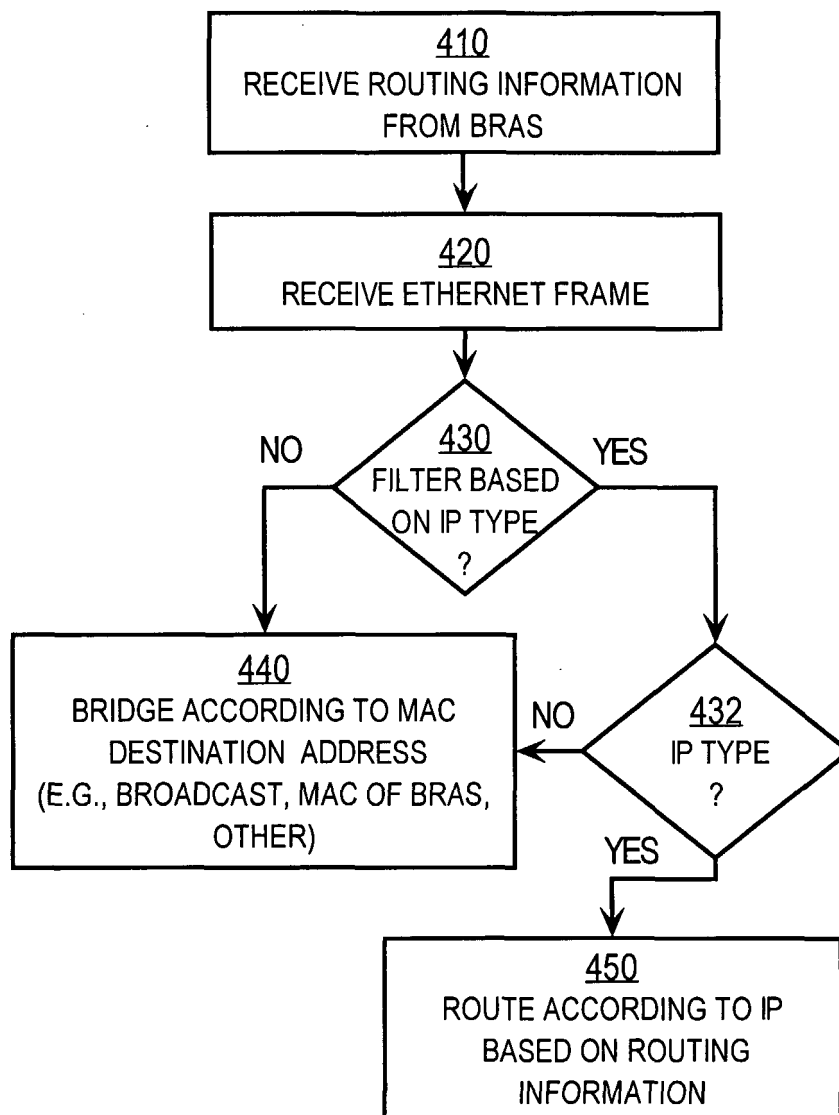 410
RECEIVE ROUTING INFORMATION
FROM BRAS
420
RECEIVE ETHERNET FRAME
430
FILTER BASED
ON IP TYPE
?
NO
YES
440
BRIDGE ACCORDING TO MAC
DESTINATION ADDRESS
(E.G., BROADCAST, MAC OF BRAS,
OTHER)
NO
432
IP TYPE
?
YES
450
ROUTE ACCORDING TO IP
BASED ON ROUTING
INFORMATION